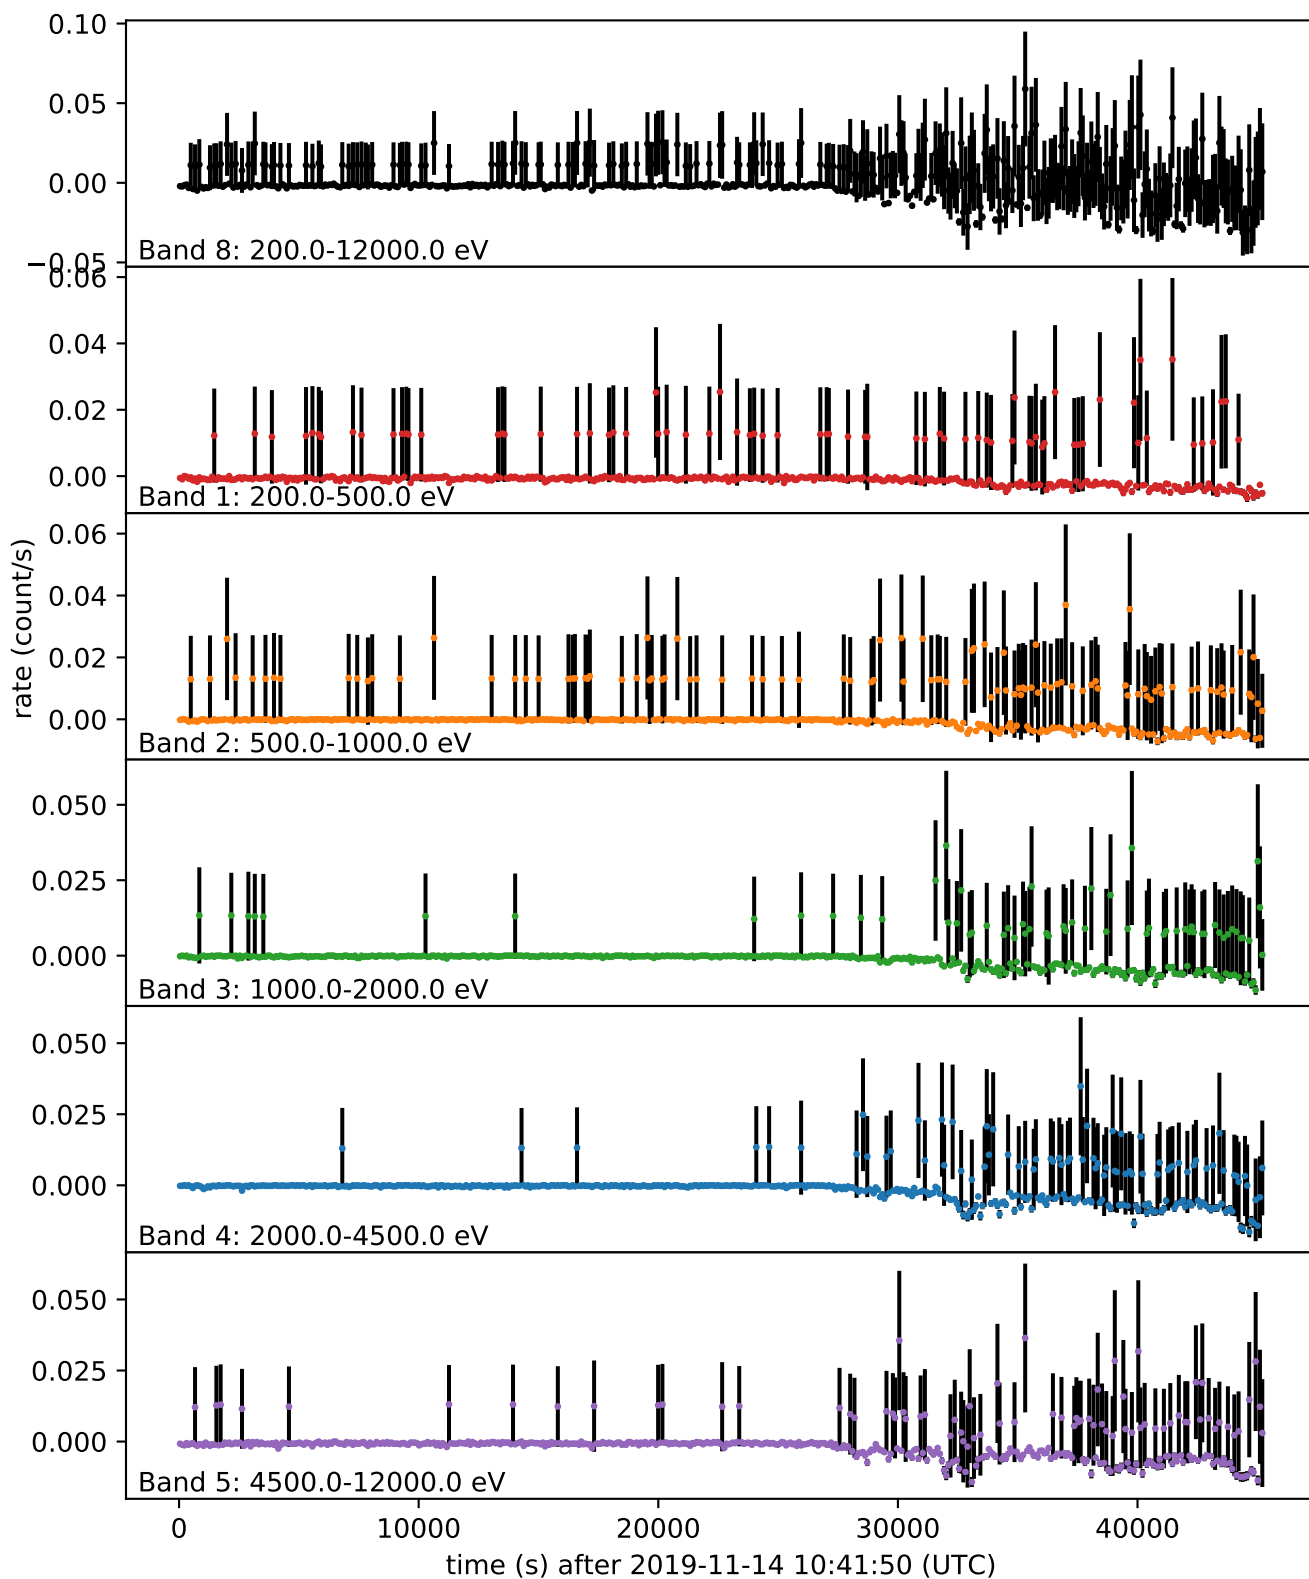 0.10
0.05
0.00
−0.05
Band 8: 200.0-12000.0 eV
0.06
0.04
0.02
0.00
Band 1: 200.0-500.0 eV
0.06
0.04
0.02
0.00
Band 2: 500.0-1000.0 eV
rate (count/s)
0.050
0.025
0.000
Band 3: 1000.0-2000.0 eV
0.050
0.025
0.000
Band 4: 2000.0-4500.0 eV
0.050
0.025
0.000
Band 5: 4500.0-12000.0 eV
0 10000 20000 30000 40000
time (s) after 2019-11-14 10:41:50 (UTC)